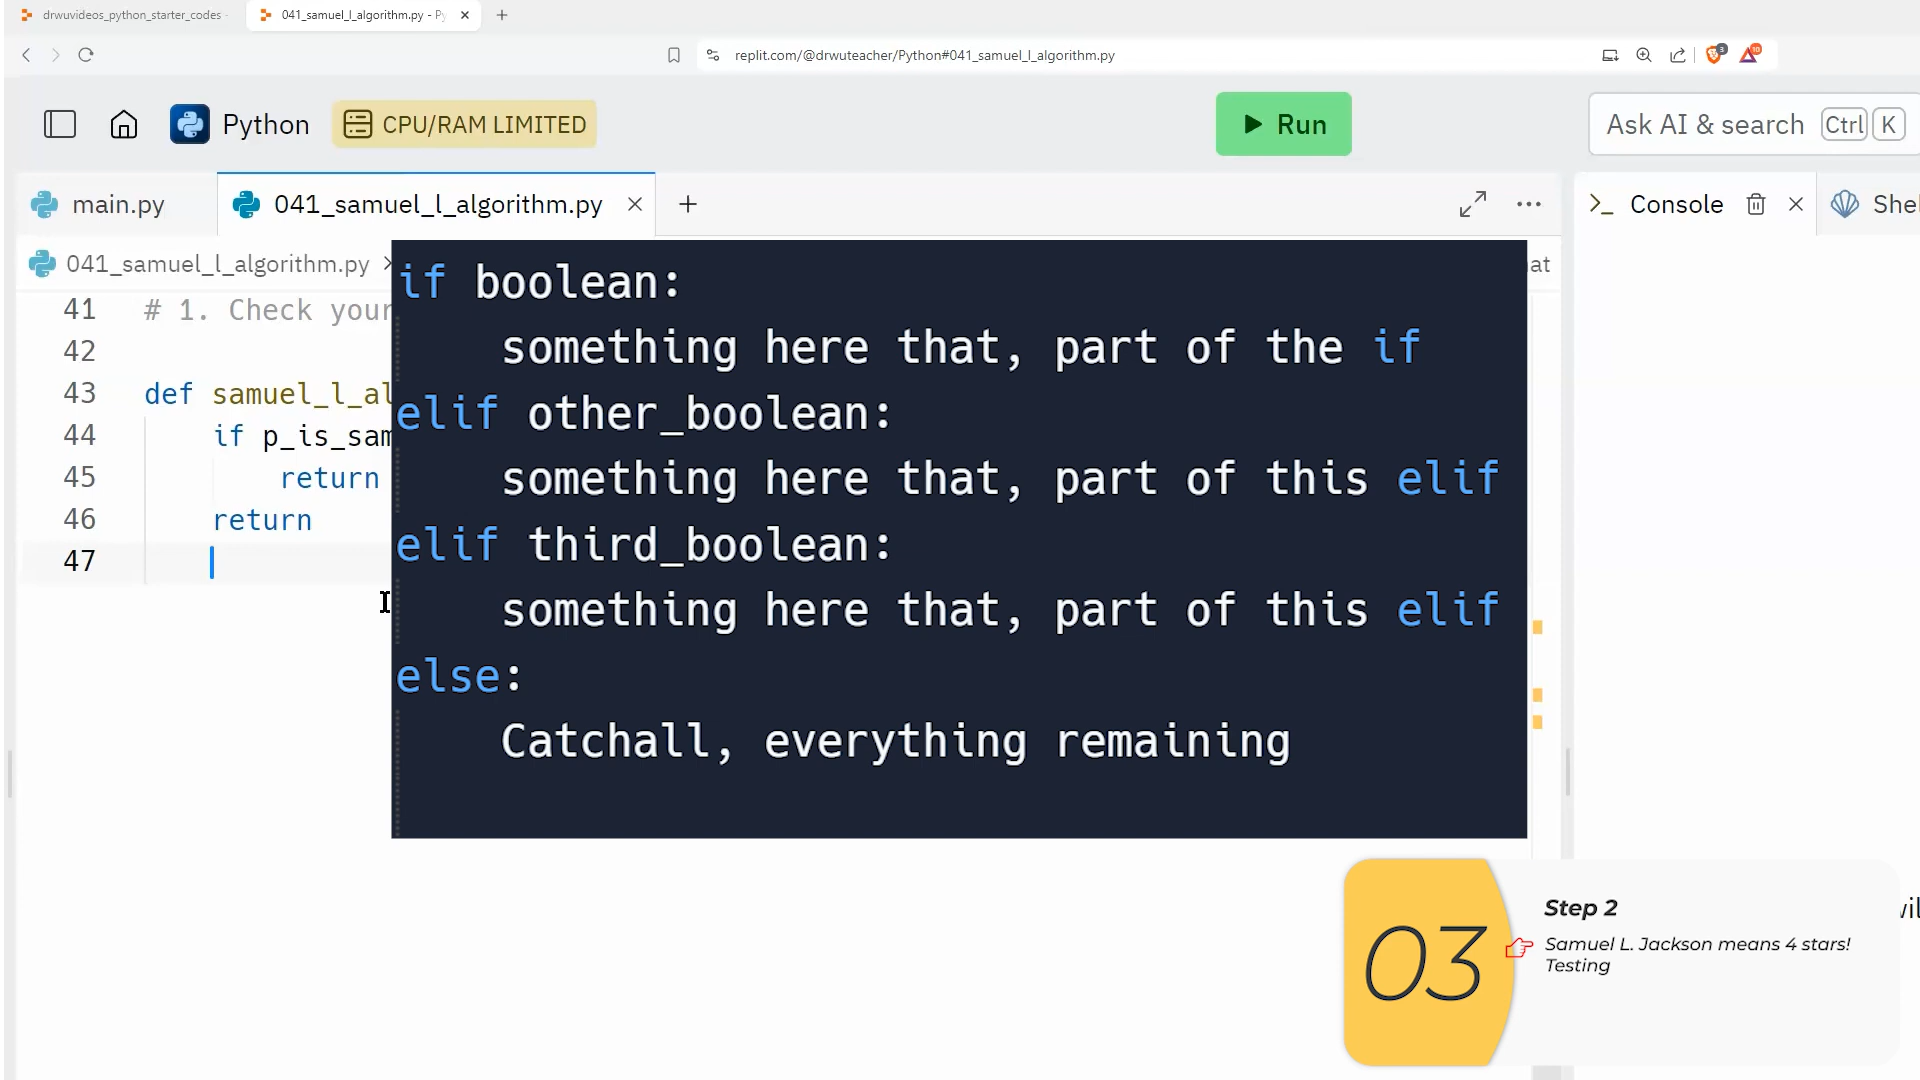 drwuvideos_python_starter_codes
041_samuel_l_algorithm.py - Py
replit.com/@drwuteacher/Python#041_samuel_l_algorithm.py
3
10
Python
CPU/RAM LIMITED
Run
Ask AI & search Ctrl K
main.py
041_samuel_l_algorithm.py
Console
Shel
041_samuel_l_algorithm.py
at
41 # 1. Check your
42
43 def samuel_l_al
44 if p_is_sam
45 return
46 return
47
if boolean:
something here that, part of the if
elif other_boolean:
something here that, part of this elif
elif third_boolean:
something here that, part of this elif
else:
Catchall, everything remaining
03
Step 2
Samuel L. Jackson means 4 stars!
Testing